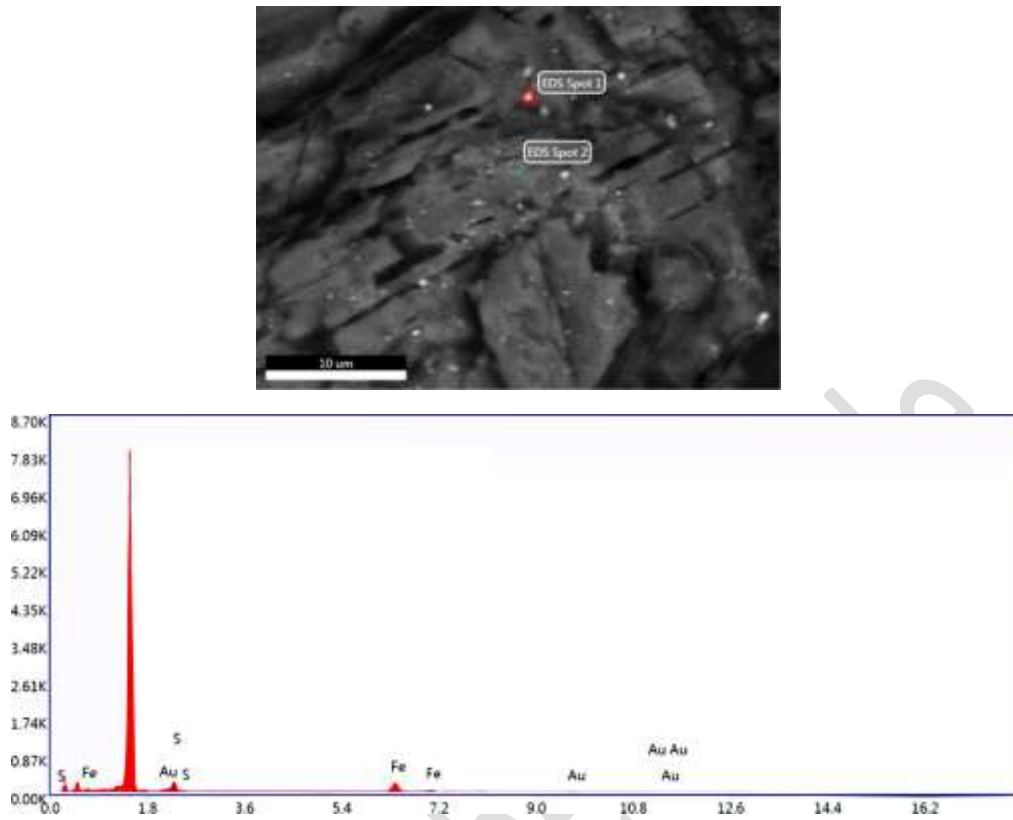 EDS Spot 1
EDS Spot 2
10 um
8.70K
7.83K
6.96K
6.09K
5.22K
4.35K
3.48K
2.61K
1.74K
0.87K
0.00K
S
Au Au
S Fe Au S Fe Fe Au Au
0.0 1.8 3.6 5.4 7.2 9.0 10.8 12.6 14.4 16.2